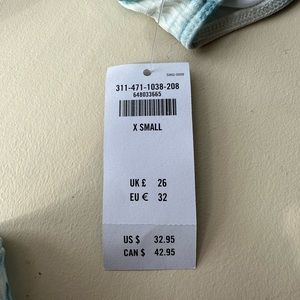 311-471-1038-208
648033665
X SMALL
UK £ 26
EU € 32
US $ 32.95
CAN $ 42.95